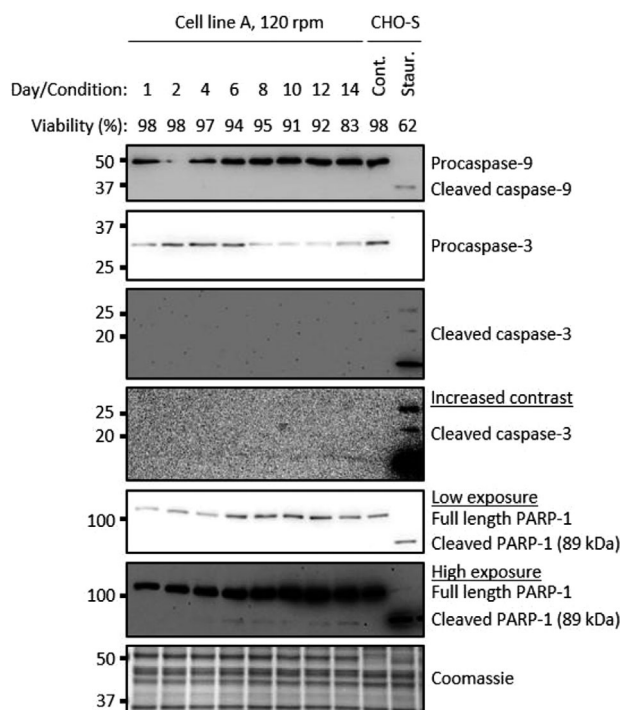 Cell line A, 120 rpm CHO-S
Day/Condition: 1 2 4 6 8 10 12 14 Cont. Staur.
Viability (%): 98 98 97 94 95 91 92 83 98 62
50 Procaspase-9
37 Cleaved caspase-9
37 Procaspase-3
25
25 Cleaved caspase-3
20
Increased contrast
25
20 Cleaved caspase-3
Low exposure
100 Full length PARP-1
Cleaved PARP-1 (89 kDa)
High exposure
100 Full length PARP-1
Cleaved PARP-1 (89 kDa)
50 Coomassie
37